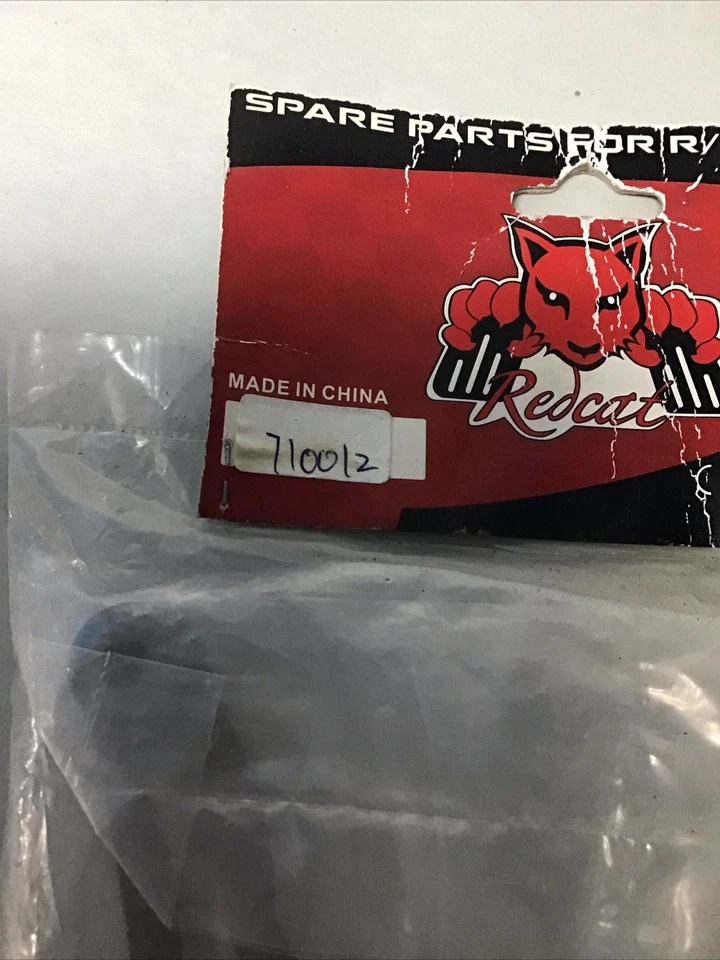 SPARE PARTS FOR R/
Redcat
MADE IN CHINA
710012